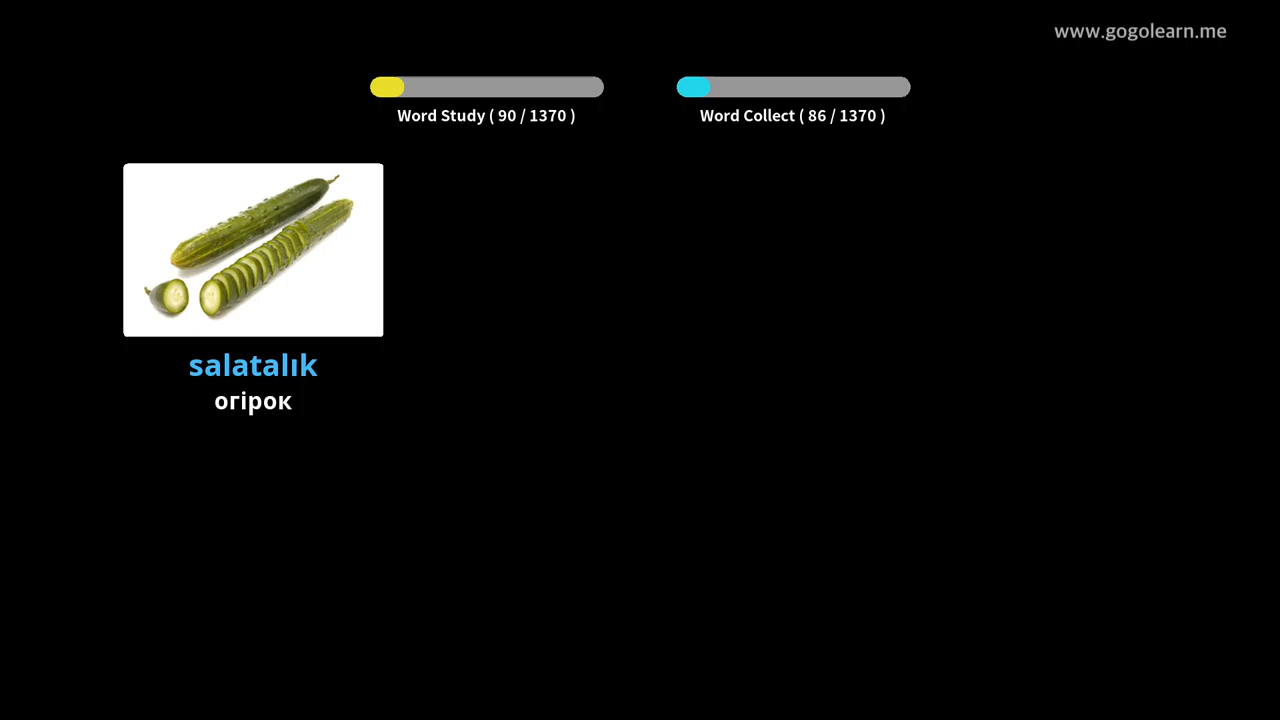 www.gogolearn.me
Word Study ( 90 / 1370 )
Word Collect ( 86 / 1370 )
salatalık
огірок